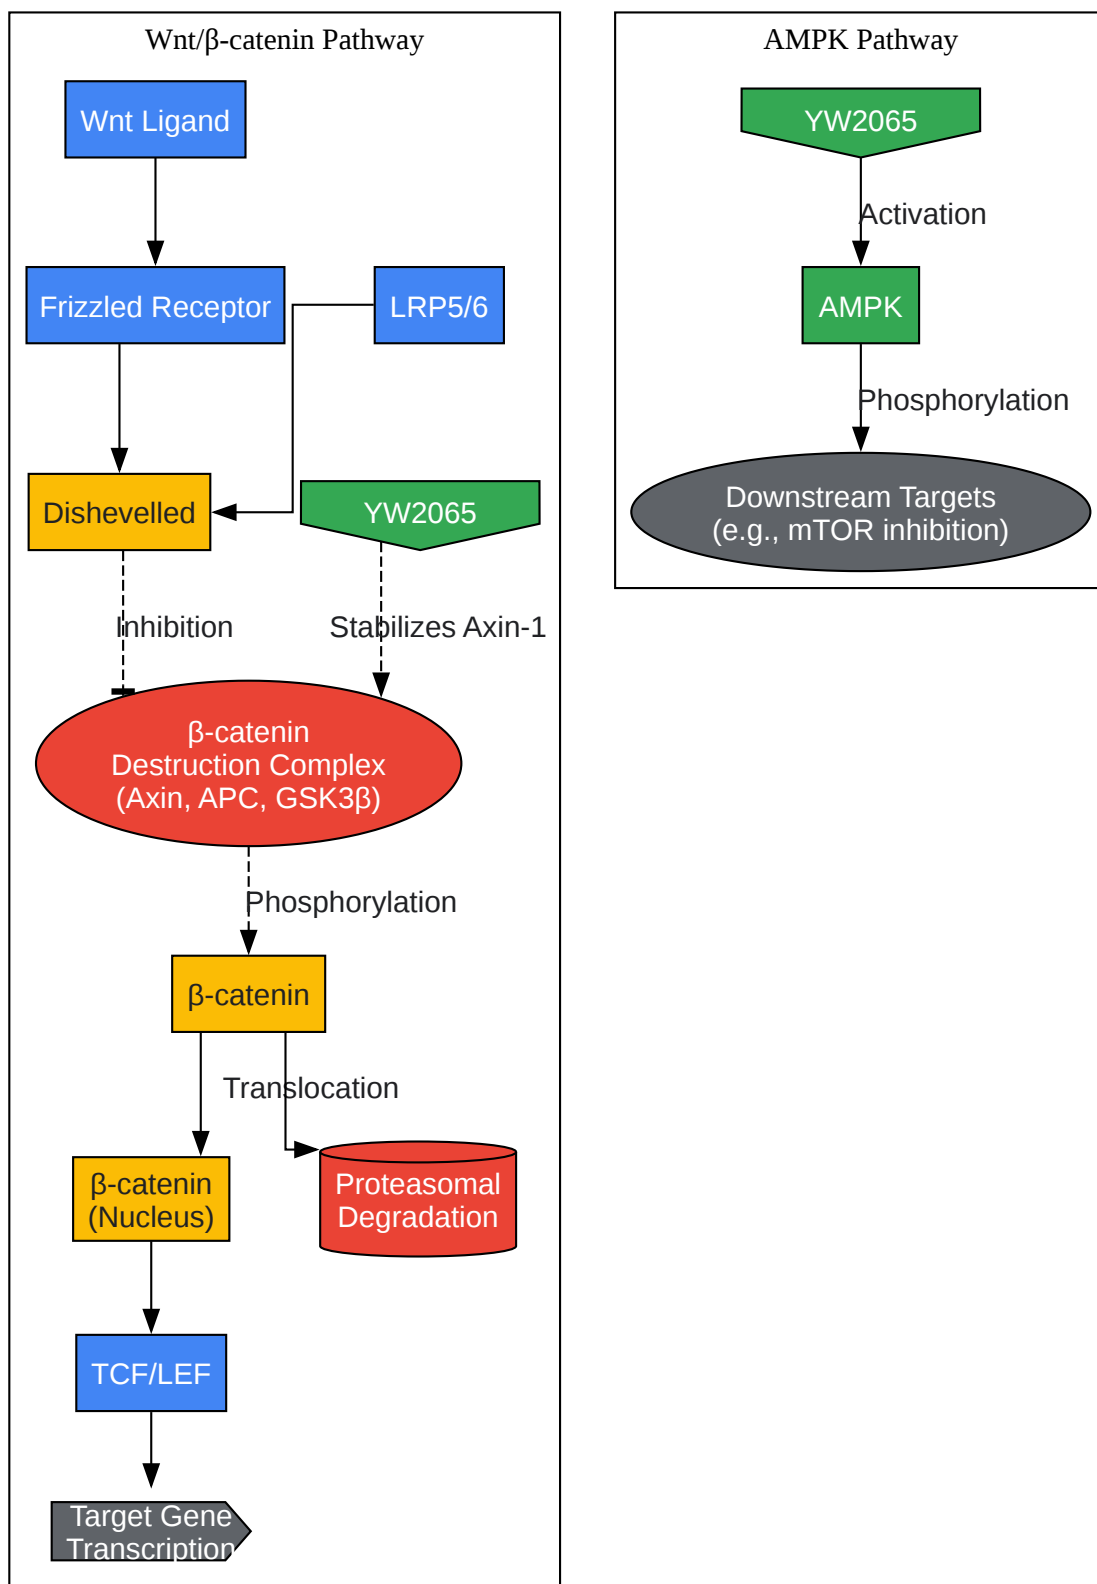 Wnt/β-catenin Pathway
Wnt Ligand
Frizzled Receptor
LRP5/6
Dishevelled
YW2065
Inhibition
Stabilizes Axin-1
β-catenin
Destruction Complex
(Axin, APC, GSK3β)
Phosphorylation
β-catenin
Translocation
β-catenin
(Nucleus)
Proteasomal
Degradation
TCF/LEF
Target Gene
Transcription
AMPK Pathway
YW2065
Activation
AMPK
Phosphorylation
Downstream Targets
(e.g., mTOR inhibition)